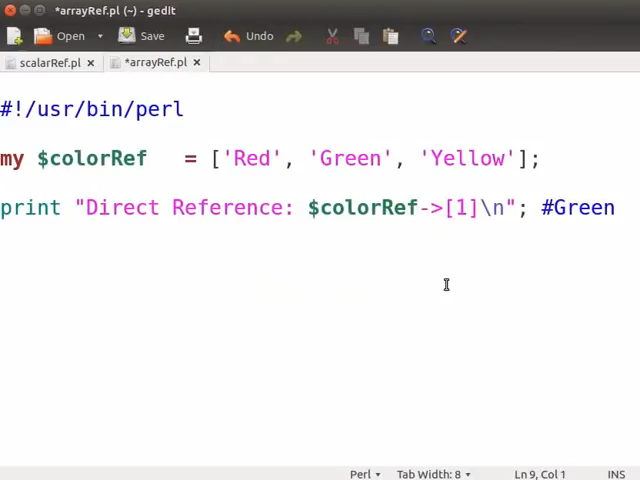 *arrayRef.pl (~) - gedit
Open Save Undo
scalarRef.pl *arrayRef.pl
#!/usr/bin/perl
my $colorRef = ['Red', 'Green', 'Yellow'];
print "Direct Reference: $colorRef->[1]\n"; #Green
Perl Tab Width: 8 Ln 9, Col 1 INS